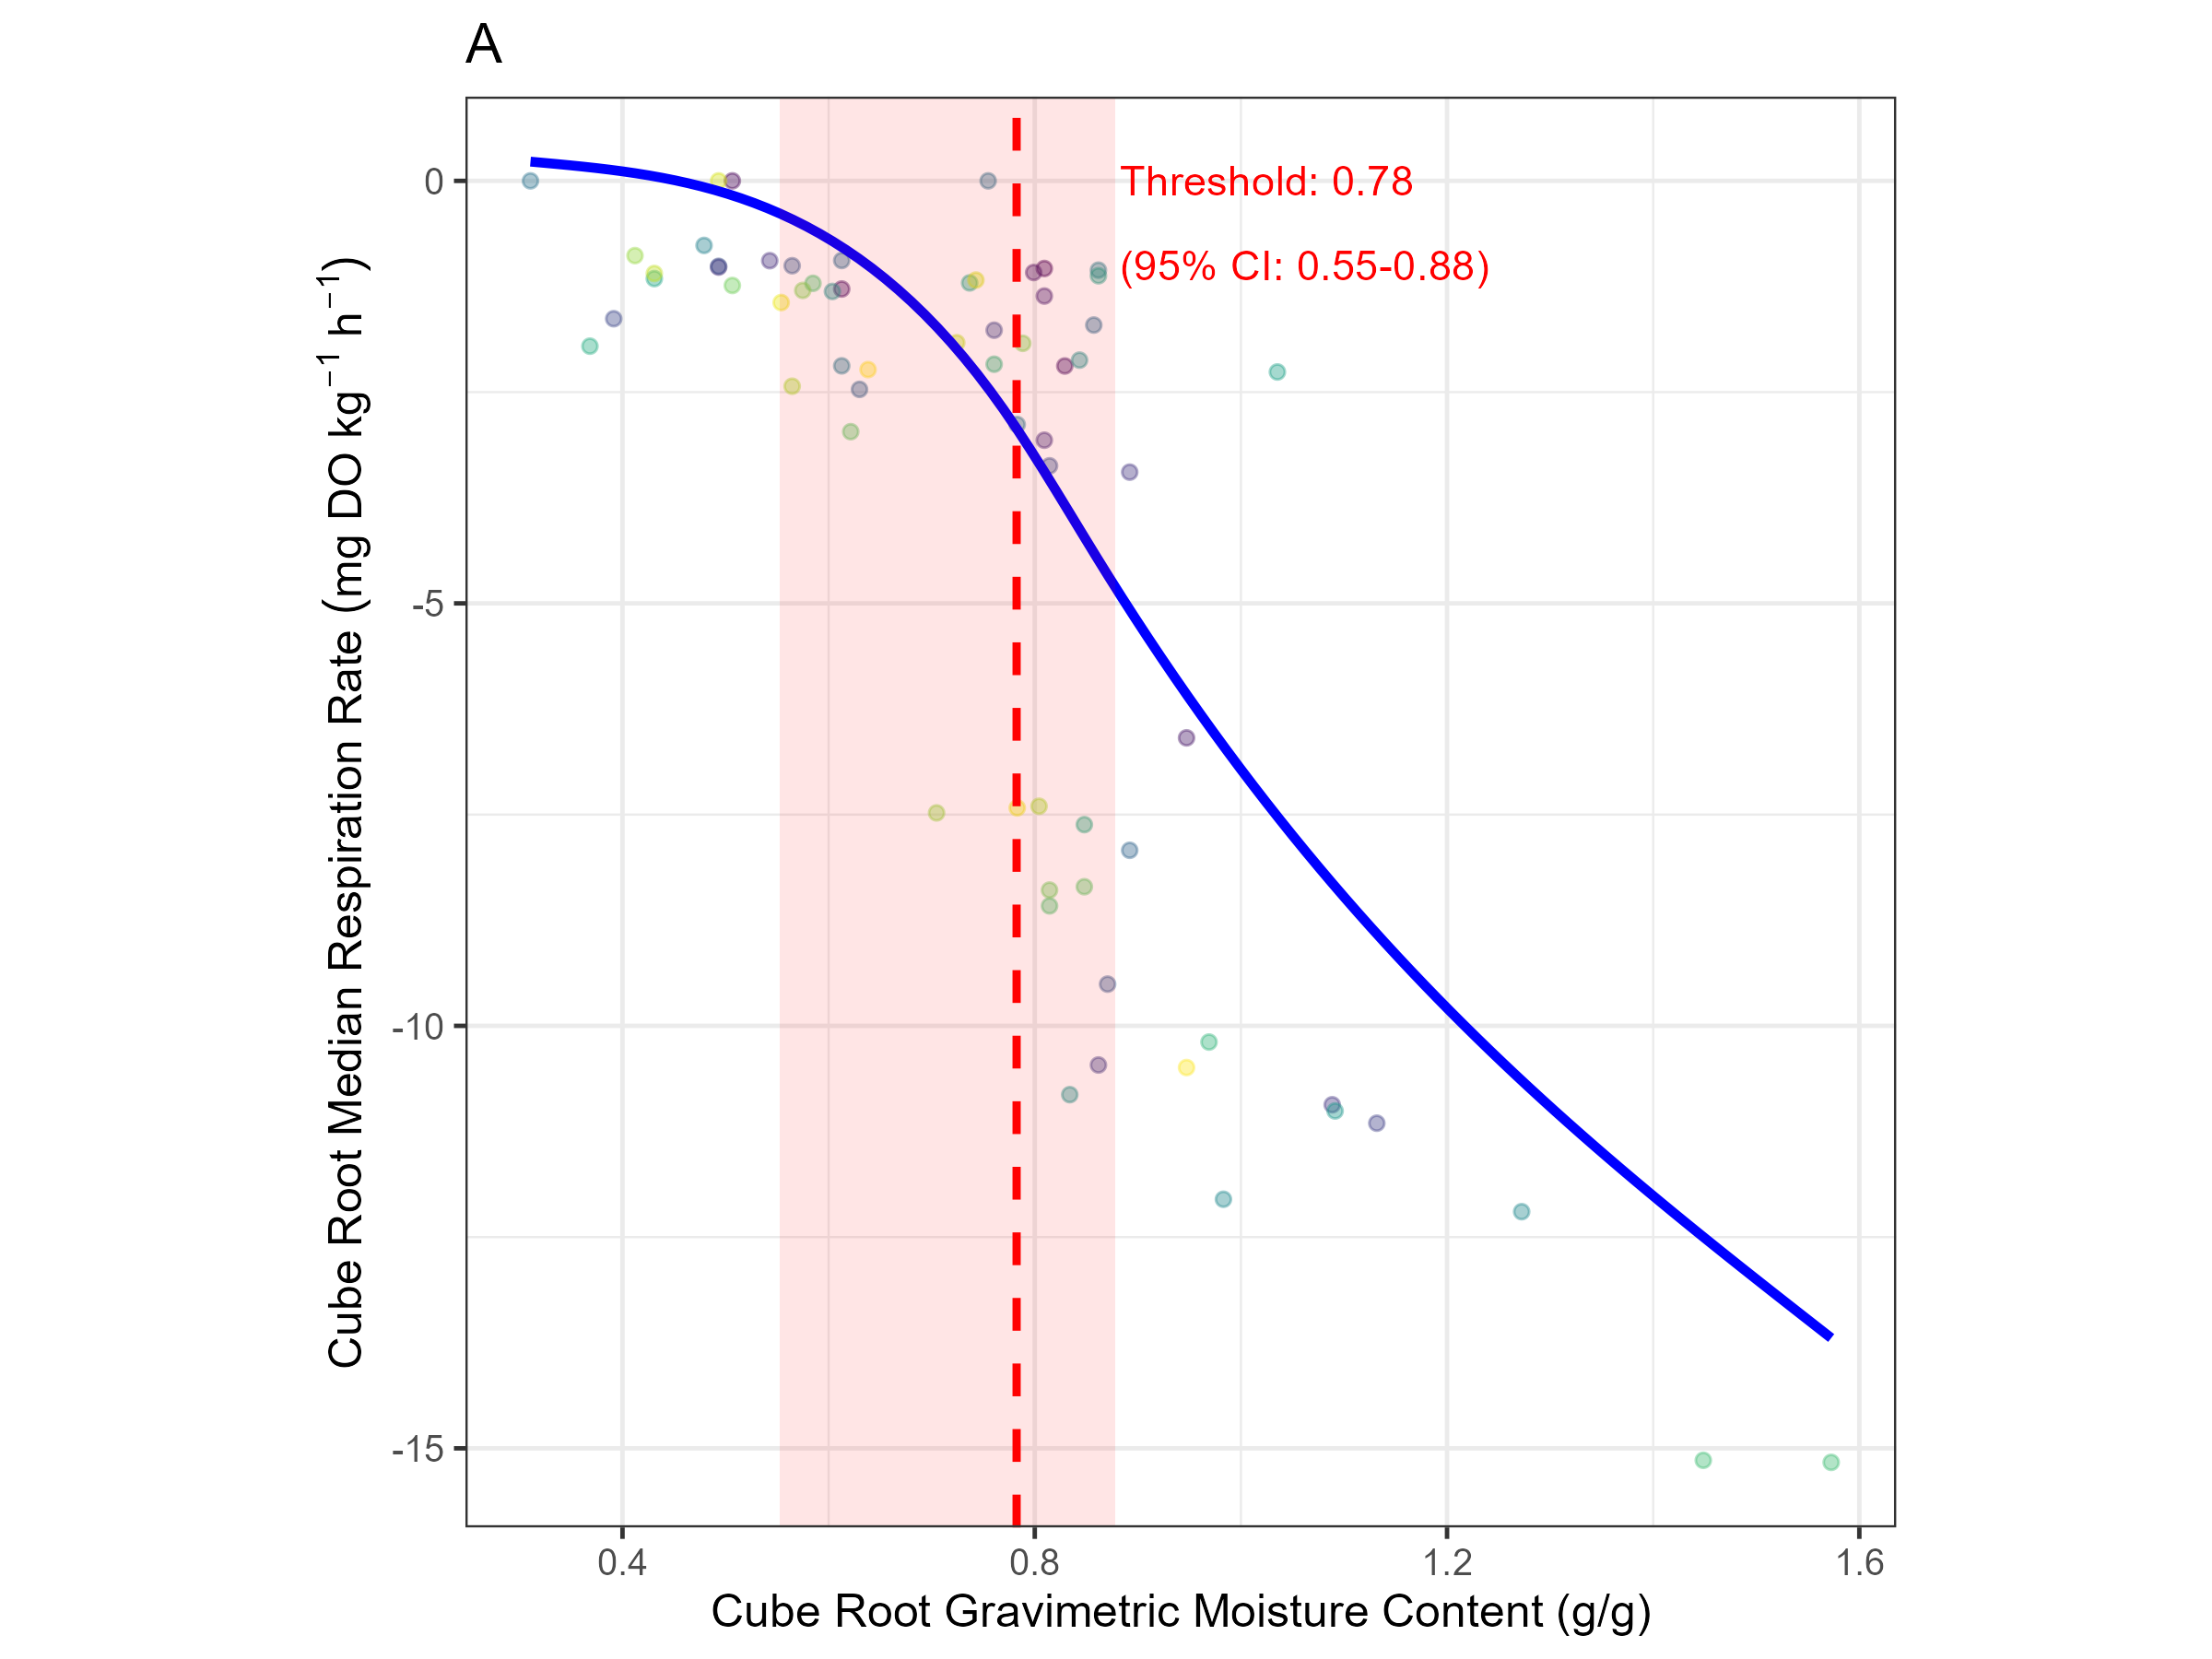 A
Threshold: 0.78
(95% CI: 0.55-0.88)
Cube Root Median Respiration Rate (mg DO kg⁻¹ h⁻¹)
0
-5
-10
-15
0.4 0.8 1.2 1.6
Cube Root Gravimetric Moisture Content (g/g)